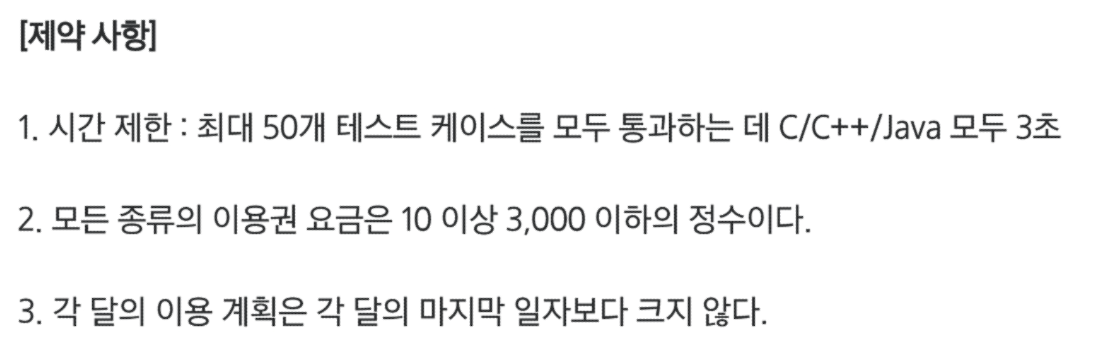 [제약 사항]
1. 시간 제한 : 최대 50개 테스트 케이스를 모두 통과하는 데 C/C++/Java 모두 3초
2. 모든 종류의 이용권 요금은 10 이상 3,000 이하의 정수이다.
3. 각 달의 이용 계획은 각 달의 마지막 일자보다 크지 않다.